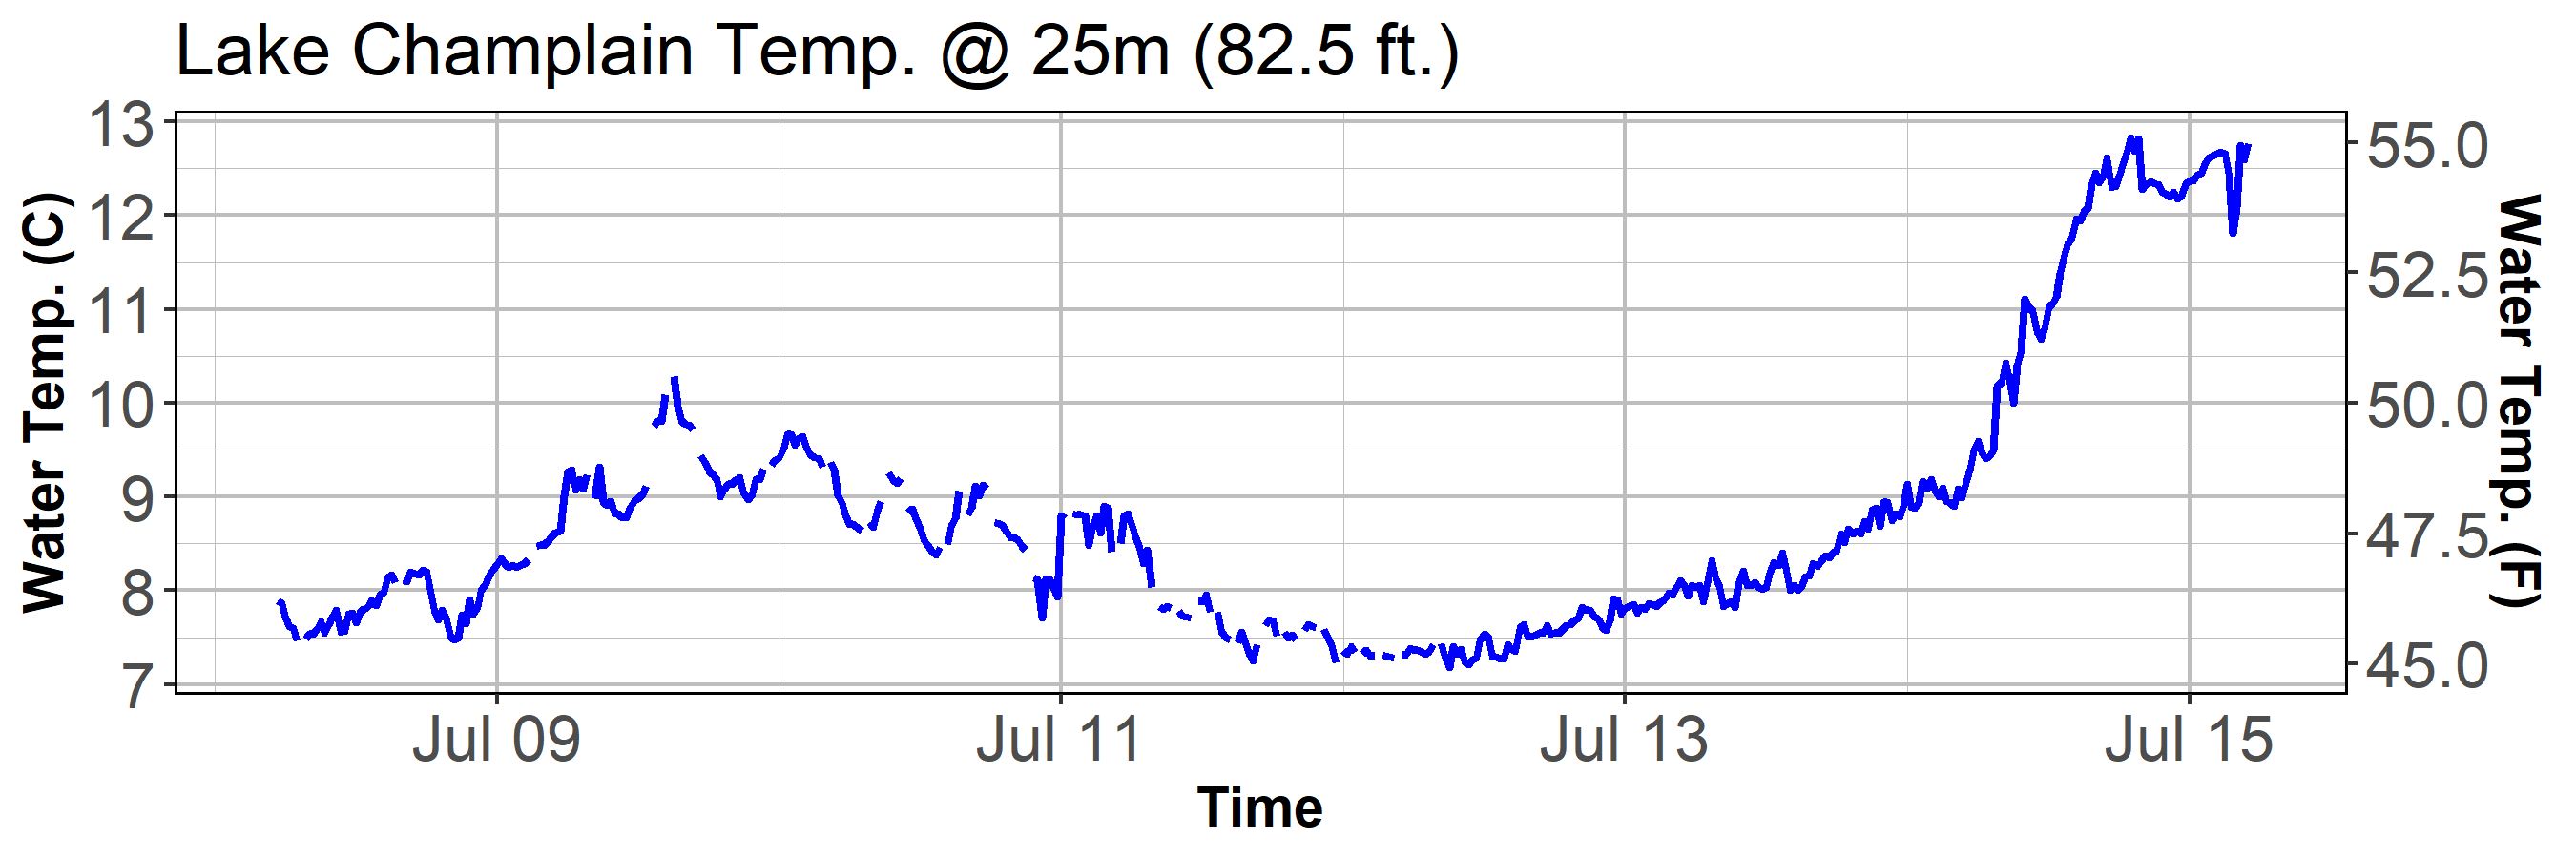 Lake Champlain Temp. @ 25m (82.5 ft.)
Water Temp. (C)
13
12
11
10
9
8
7
55.0
52.5
50.0
47.5
45.0
Water Temp. (F)
Jul 09 Jul 11 Jul 13 Jul 15
Time